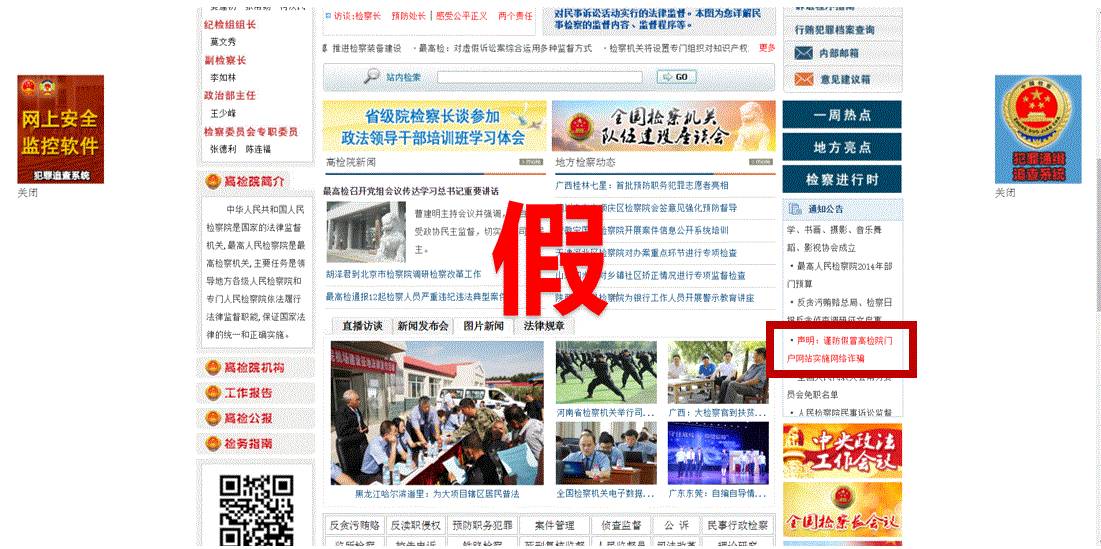 纪检组组长
莫文秀
副检察长
李如林
政治部主任
王少峰
检察委员会专职委员
张德利 陈连福
高检院简介
中华人民共和国人民
检察院是国家的法律监督
机关,最高人民检察院是最
高检察机关,主要任务是领
导地方各级人民检察院和
专门人民检察院依法履行
法律监督职能,保证国家法
律的统一和正确实施。
高检院机构
工作报告
高检公报
检务指南
网上安全
监控软件
犯罪追查系统
关闭
访谈:检察长 预防处长 感受公平正义 两个责任
对民事诉讼活动实行的法律监督。本图为您详解民
事检察的监督内容、监督程序等。
推进检察装备建设 ·最高检:对虚假诉讼案综合运用多种监督方式 ·检察机关将设置专门组织对知识产权 更多
站内检索
GO
省级院检察长谈参加
政法领导干部培训班学习体会
全国检察机关
队伍建设座谈会
高检院新闻
more
地方检察动态
more
最高检召开党组会议传达学习总书记重要讲话
曹建明主持会议并强调,
受政协民主监督,切实
主。
胡泽君到北京市检察院调研检察改革工作
最高检通报12起检察人员严重违纪违法典型案
广西桂林七星:首批预防职务犯罪志愿者亮相
顺庆区检察院会签意见强化预防督导
院开展案件信息公开系统培训
院对办案重点环节进行专项检查
对乡镇社区矫正情况进行专项监督检查
院为银行工作人员开展警示教育讲座
假
直播访谈
新闻发布会
图片新闻
法律规章
黑龙江哈尔滨道里:为大项目辖区居民普法
河南省检察机关举行司...
广西:大检察官到扶贫...
全国检察机关电子数据...
广东东莞:自编自导情...
反贪污贿赂
反渎职侵权
预防职务犯罪
案件管理
侦查监督
公 诉
民事行政检察
行贿犯罪档案查询
内部邮箱
意见建议箱
一周热点
地方亮点
检察进行时
通知公告
学、书画、摄影、音乐舞
蹈、影视协会成立
·最高人民检察院2014年部
门预算
·反贪污贿赂总局、检察日
·声明:谨防假冒高检院门
户网站实施网络诈骗
员会免职名单
·人民检察院民事诉讼监督
中央政法
工作会议
全国检察长会议
犯罪通缉
追查系统
关闭